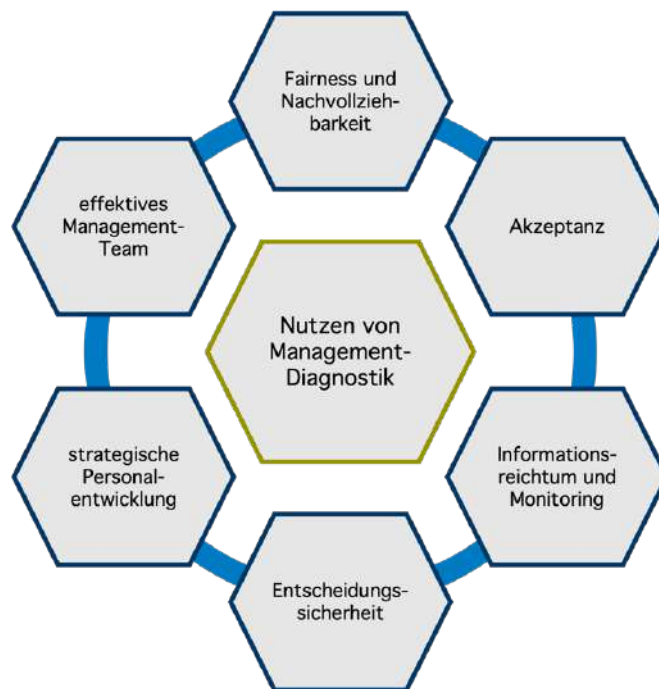 Fairness und
Nachvollzieh-
barkeit
effektives
Management-
Team
Akzeptanz
Nutzen von
Management-
Diagnostik
strategische
Personal-
entwicklung
Informations-
reichtum und
Monitoring
Entscheidungs-
sicherheit